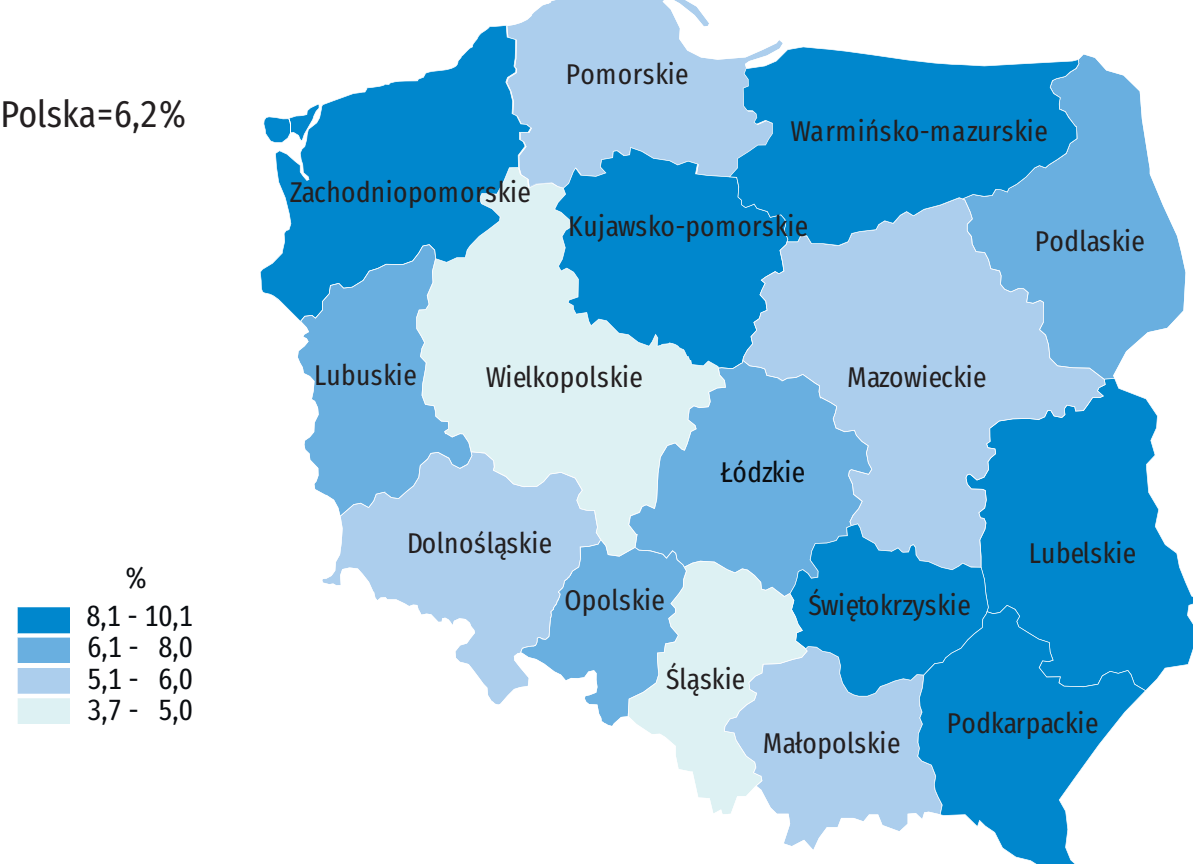 Pomorskie
Polska=6,2%
Warmińsko-mazurskie
Zachodniopomorskie
Kujawsko-pomorskie
Podlaskie
Lubuskie
Wielkopolskie
Mazowieckie
Łódzkie
Dolnośląskie
Lubelskie
Opolskie
Świętokrzyskie
Śląskie
Podkarpackie
Małopolskie
%
8,1 - 10,1
6,1 - 8,0
5,1 - 6,0
3,7 - 5,0